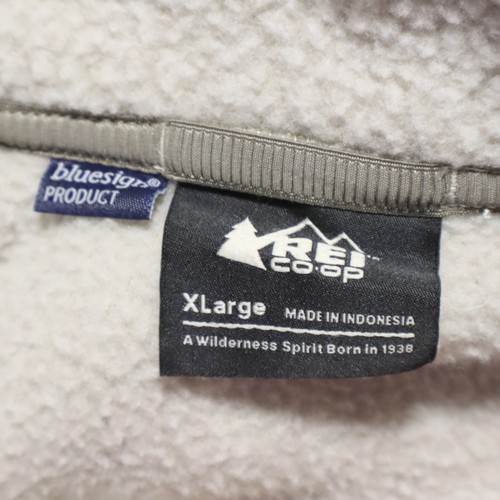 bluesign®
PRODUCT
REI
CO·OP
XLarge MADE IN INDONESIA
A Wilderness Spirit Born in 1938